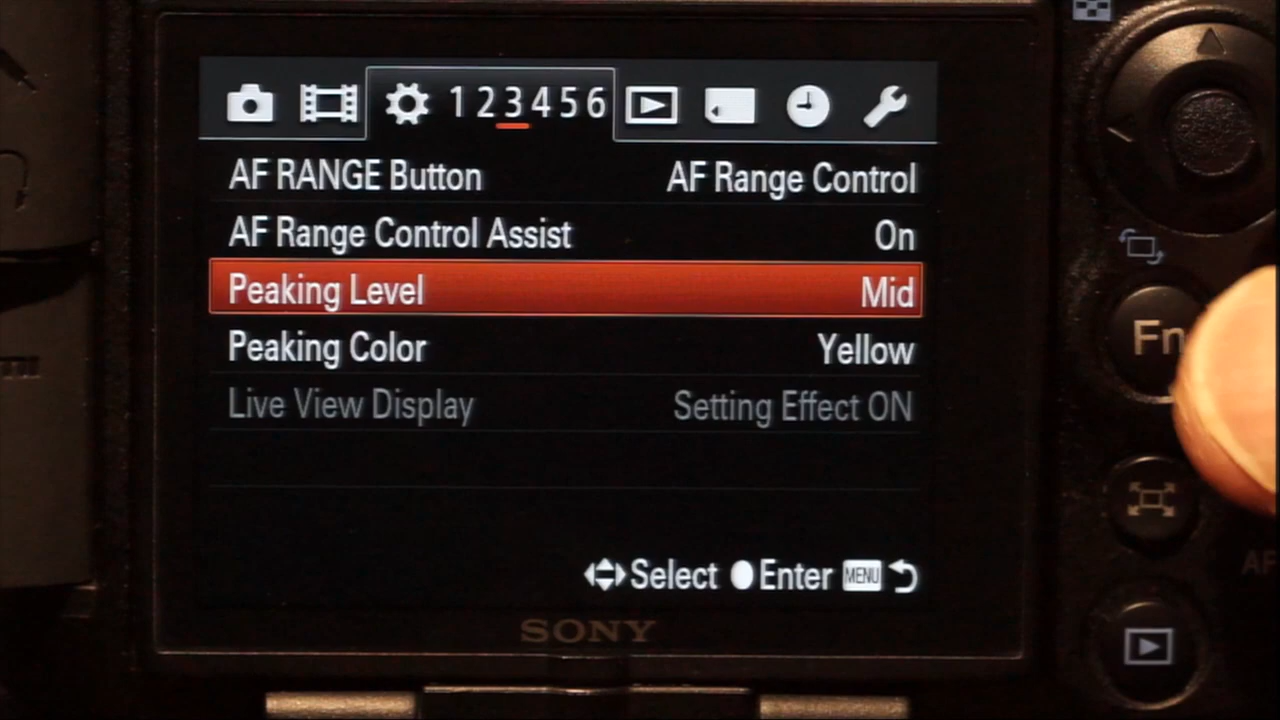 1 2 3 4 5 6
AF RANGE Button AF Range Control
AF Range Control Assist On
Peaking Level Mid
Peaking Color Yellow
Live View Display Setting Effect ON
Select Enter MENU
SONY
Fn
AF